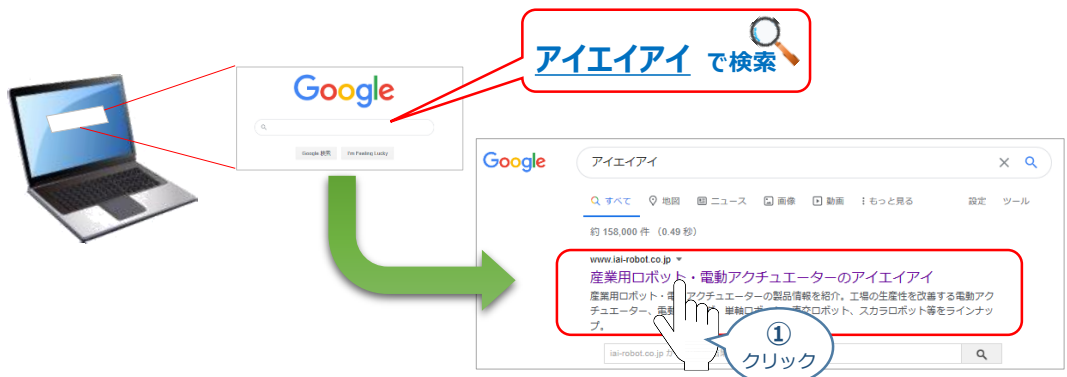 アイエイアイ で検索
Google
Google 検索 I'm Feeling Lucky
Google アイエイアイ
すべて 地図 ニュース 画像 動画 もっと見る 設定 ツール
約 158,000 件 （0.49 秒）
www.iai-robot.co.jp
産業用ロボット・電動アクチュエーターのアイエイアイ
産業用ロボット・電 アクチュエーターの製品情報を紹介。工場の生産性を改善する電動アク
チュエーター、電動 単軸ロボ 直交ロボット、スカラロボット等をラインナッ
プ。
iai-robot.co.jp
①
クリック